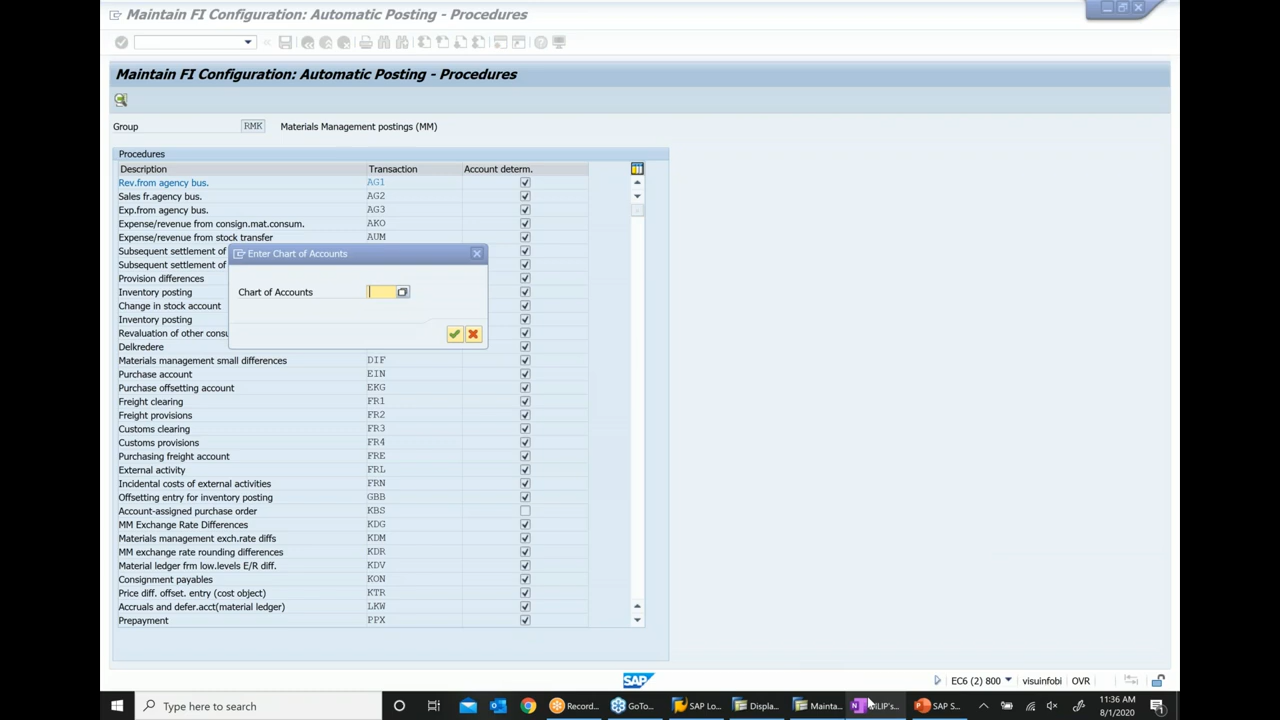 Maintain FI Configuration: Automatic Posting - Procedures
Maintain FI Configuration: Automatic Posting - Procedures
Group RMK Materials Management postings (MM)
Procedures
Description Transaction Account determ.
Rev.from agency bus. AG1
Sales fr.agency bus. AG2
Exp.from agency bus. AG3
Expense/revenue from consign.mat.consum. AKO
Expense/revenue from stock transfer AUM
Subsequent settlement of
Enter Chart of Accounts
Subsequent settlement of
Provision differences
Inventory posting
Chart of Accounts
Change in stock account
Inventory posting
Revaluation of other consu
Delkredere
Materials management small differences DIF
Purchase account EIN
Purchase offsetting account EKG
Freight clearing FR1
Freight provisions FR2
Customs clearing FR3
Customs provisions FR4
Purchasing freight account FRE
External activity FRL
Incidental costs of external activities FRN
Offsetting entry for inventory posting GBB
Account-assigned purchase order KBS
MM Exchange Rate Differences KDG
Materials management exch.rate diffs KDM
MM exchange rate rounding differences KDR
Material ledger frm low.levels E/R diff. KDV
Consignment payables KON
Price diff. offset. entry (cost object) KTR
Accruals and defer.acct(material ledger) LKW
Prepayment PPX
SAP EC6 (2) 800 visuinfobi OVR
Type here to search Record... GoTo... SAP Lo... Displa... Mainta... SAP S... 11:36 AM
8/1/2020